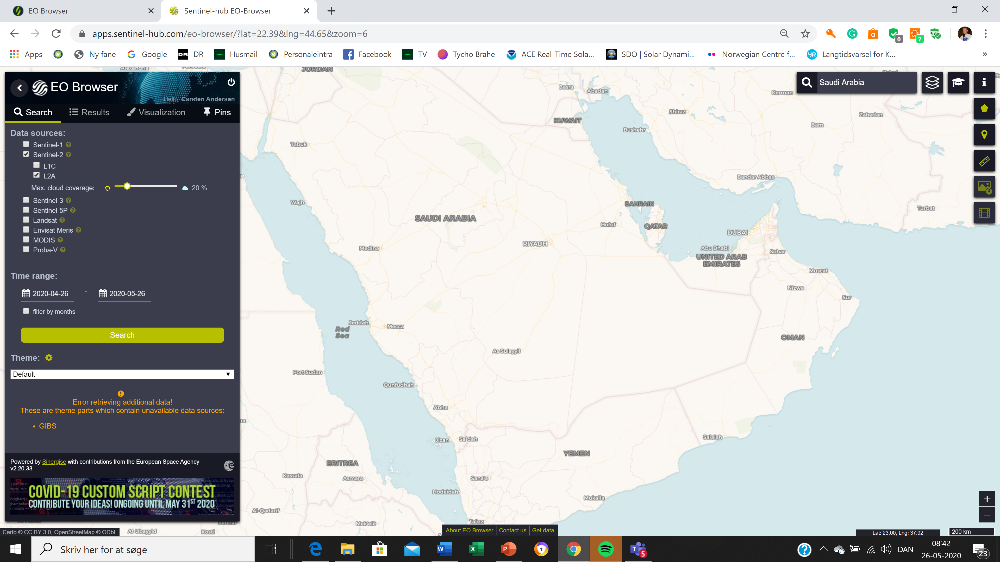 EO Browser
Sentinel-hub EO-Browser
apps.sentinel-hub.com/eo-browser/?lat=22.39&lng=44.65&zoom=6
0
7
Apps
Ny fane
Google
DR
DR
Husmail
Personaleintra
Facebook
TV
Tycho Brahe
ACE Real-Time Sola...
SDO | Solar Dynami...
Norwegian Centre f...
Langtidsvarsel for K...
»
EO Browser
Hello, Carsten Andersen
Search
Results
Visualization
Pins
Data sources:
Sentinel-1
Sentinel-2
L1C
L2A
Max. cloud coverage:
20 %
Sentinel-3
Sentinel-5P
Landsat
Envisat Meris
MODIS
Proba-V
Time range:
2020-04-26
-
2020-05-26
filter by months
Search
Theme:
Default
Error retrieving additional data!
These are theme parts which contain unavailable data sources:
• GIBS
Powered by Sinergise with contributions from the European Space Agency
v2.20.33
COVID-19 CUSTOM SCRIPT CONTEST
CONTRIBUTE YOUR IDEAS! ONGOING UNTIL MAY 31ST 2020
Saudi Arabia
Alexandria
JORDAN
Basra
Abadan
Kerman
KUWAIT
Shiraz
Zahedan
Bam
Bushehr
Tabuk
Bandar Abbas
Wajh
BAHRAIN
Turbat
SAUDI ARABIA
Hofuf
QATAR
DUBAI
RIYADH
Medina
Abu Dhabi
Sohar
UNITED ARAB
EMIRATES
Muscat
Nizwa
Sur
Jeddah
Mecca
Red
Sea
OMAN
As Sulayyil
Port Sudan
Qunfudhah
Abha
Jizan
Sa'dah
Salalah
YEMEN
ERITREA
Kassala
Asmara
Sana'a
Hodeidah
Mukalla
Al-Qadarif
Ta'izz
Mek'elē
Al-Ubayyid
Kosti
+
−
Carto © CC BY 3.0, OpenStreetMap © ODbL
About EO Browser
Contact us
Get data
Lat: 23.00, Lng: 37.92
200 km
Skriv her for at søge
5
DAN
08:42
26-05-2020
23